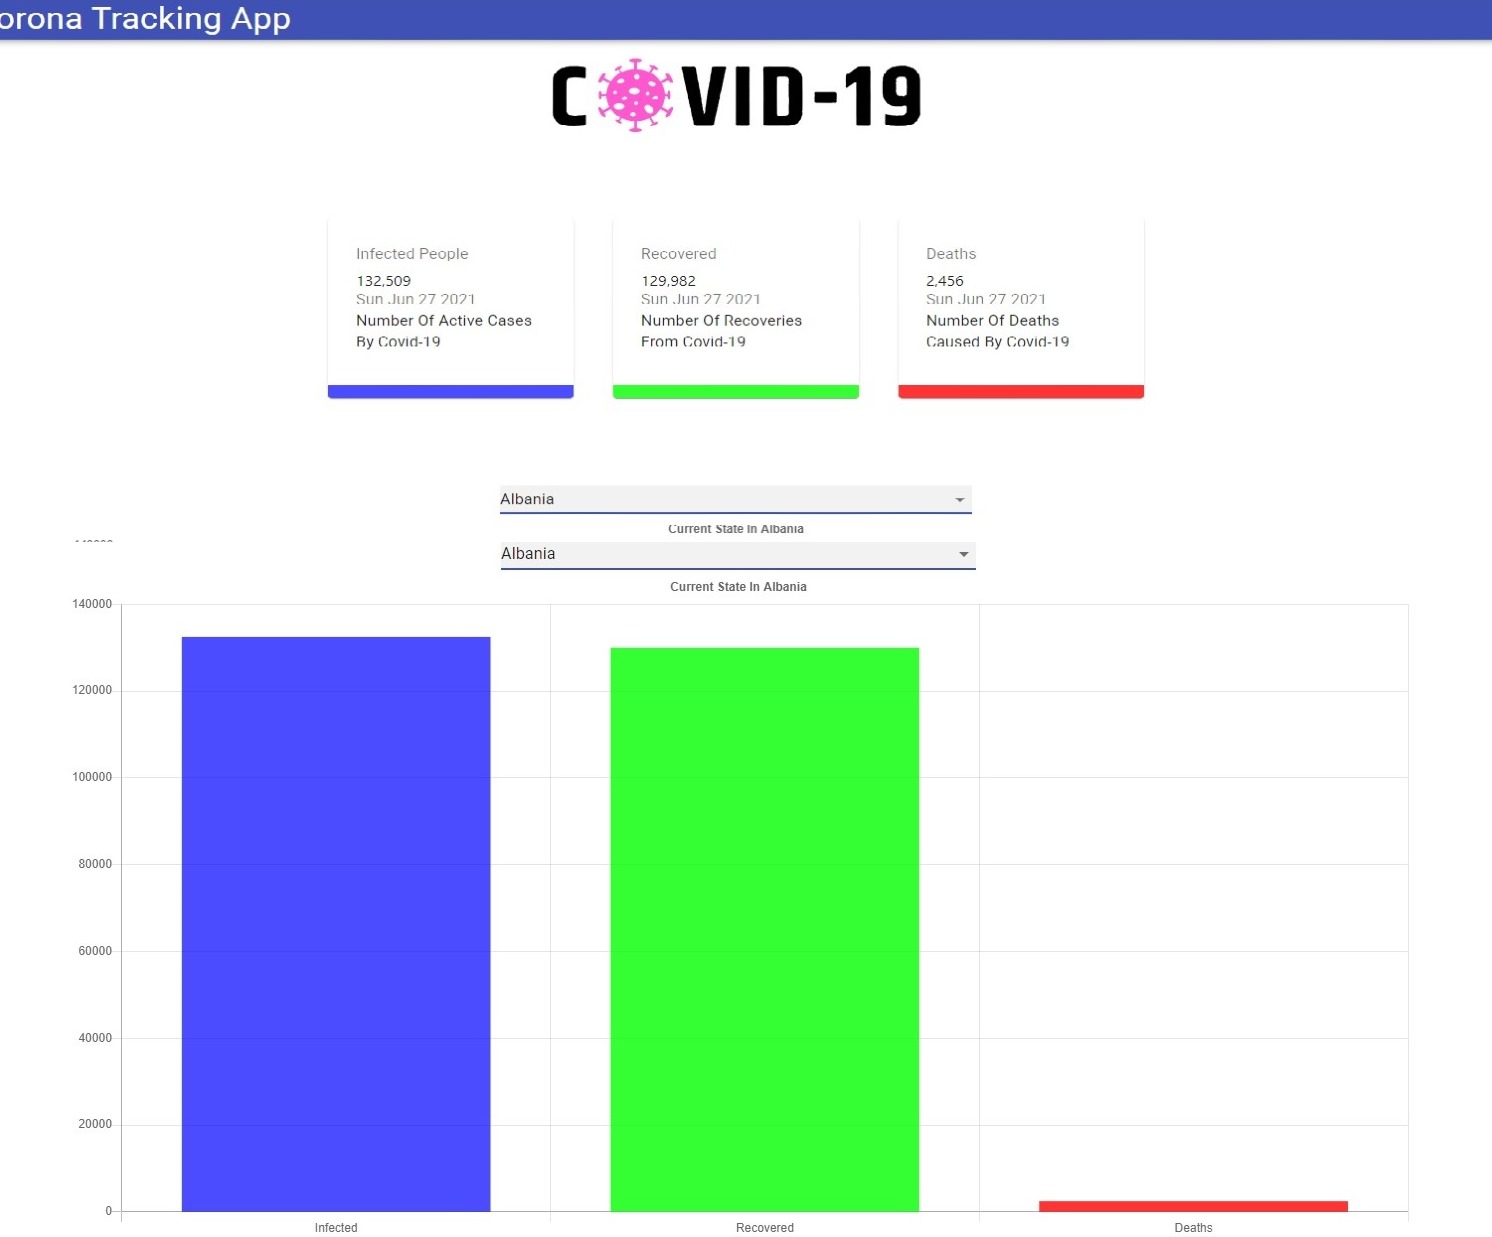 orona Tracking App
COVID-19
Infected People
132,509
Sun Jun 27 2021
Number Of Active Cases
By Covid-19
Recovered
129,982
Sun Jun 27 2021
Number Of Recoveries
From Covid-19
Deaths
2,456
Sun Jun 27 2021
Number Of Deaths
Caused By Covid-19
Albania
Current State In Albania
Albania
Current State In Albania
140000
120000
100000
80000
60000
40000
20000
0
Infected
Recovered
Deaths